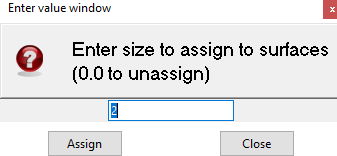 Enter value window
x
?
Enter size to assign to surfaces
(0.0 to unassign)
2
Assign
Close